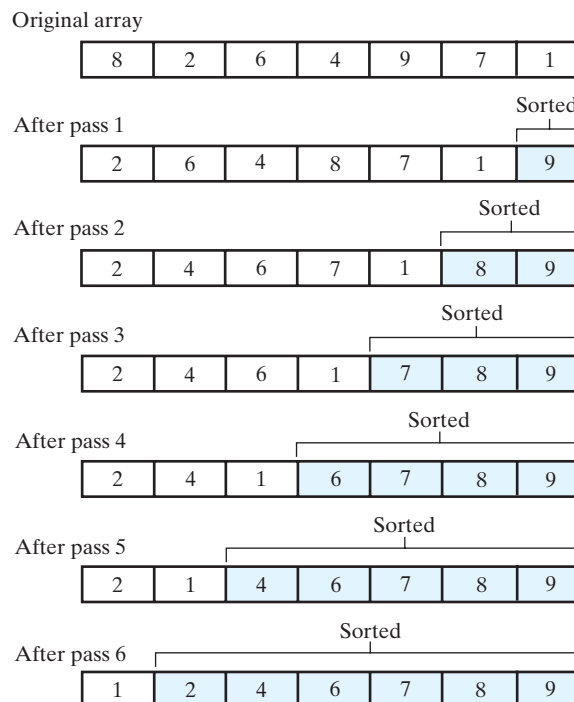 Original array
8 2 6 4 9 7 1
Sorted
After pass 1
2 6 4 8 7 1 9
Sorted
After pass 2
2 4 6 7 1 8 9
Sorted
After pass 3
2 4 6 1 7 8 9
Sorted
After pass 4
2 4 1 6 7 8 9
Sorted
After pass 5
2 1 4 6 7 8 9
Sorted
After pass 6
1 2 4 6 7 8 9